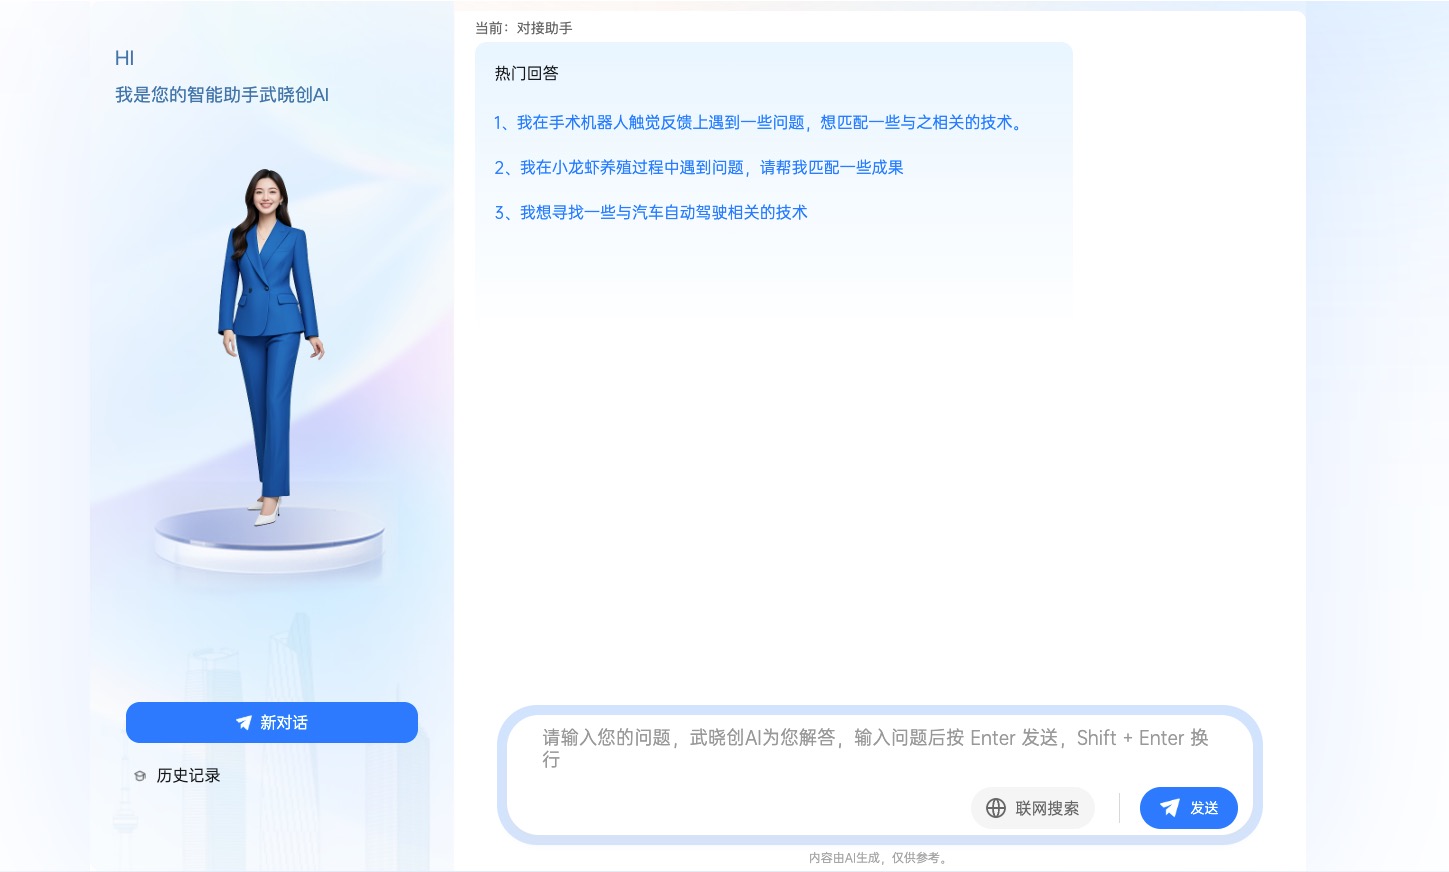 HI
我是您的智能助手武晓创AI
新对话
历史记录
当前：对接助手
热门回答
1、我在手术机器人触觉反馈上遇到一些问题，想匹配一些与之相关的技术。
2、我在小龙虾养殖过程中遇到问题，请帮我匹配一些成果
3、我想寻找一些与汽车自动驾驶相关的技术
请输入您的问题，武晓创AI为您解答，输入问题后按 Enter 发送，Shift + Enter 换
行
联网搜索
发送
内容由AI生成，仅供参考。